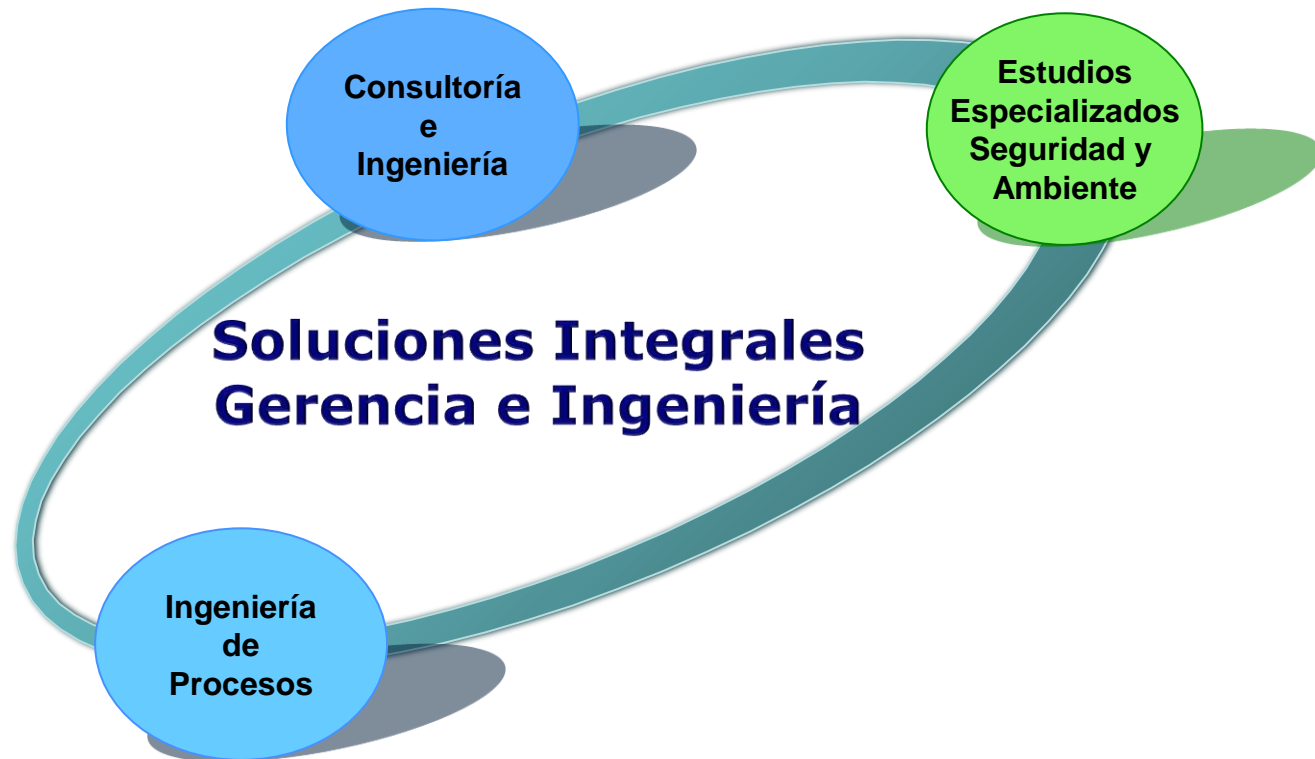 Consultoría
e
Ingeniería
Estudios
Especializados
Seguridad y
Ambiente
Soluciones Integrales
Gerencia e Ingeniería
Ingeniería
de
Procesos